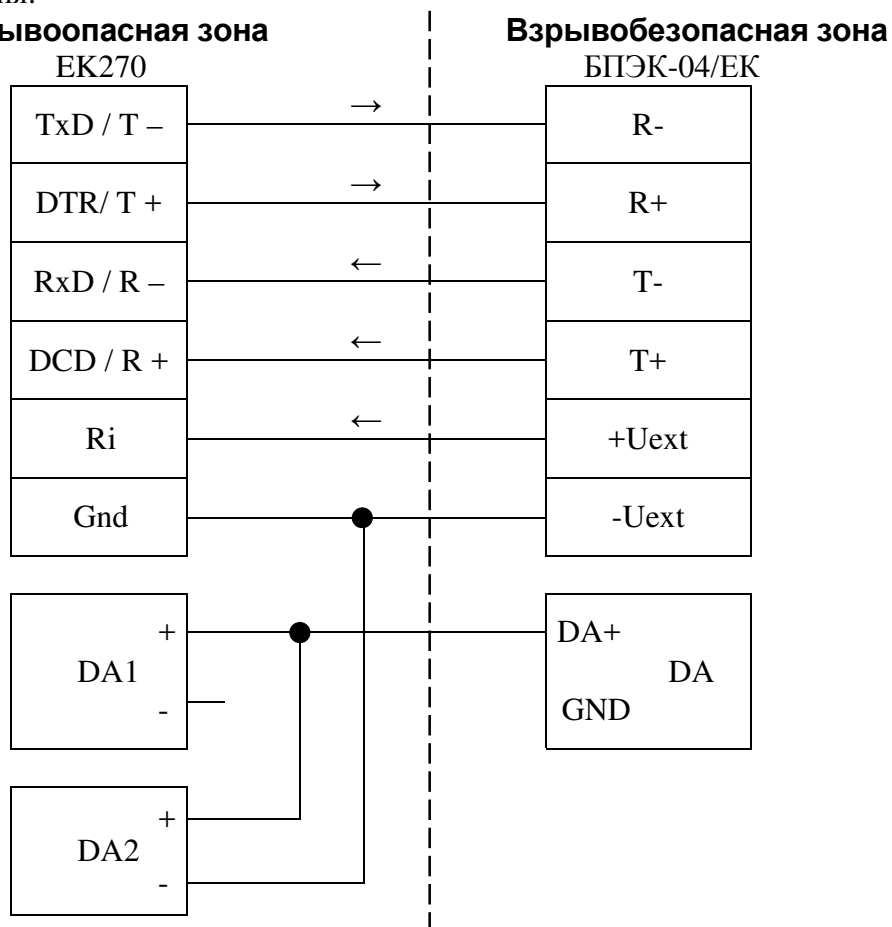 ывоопасная зона
Взрывобезопасная зона
EK270
БПЭК-04/ЕК
TxD / T –
→
R-
DTR/ T +
→
R+
RxD / R –
←
T-
DCD / R +
←
T+
Ri
←
+Uext
Gnd
-Uext
+
DA1
-
DA+
DA
GND
+
DA2
-